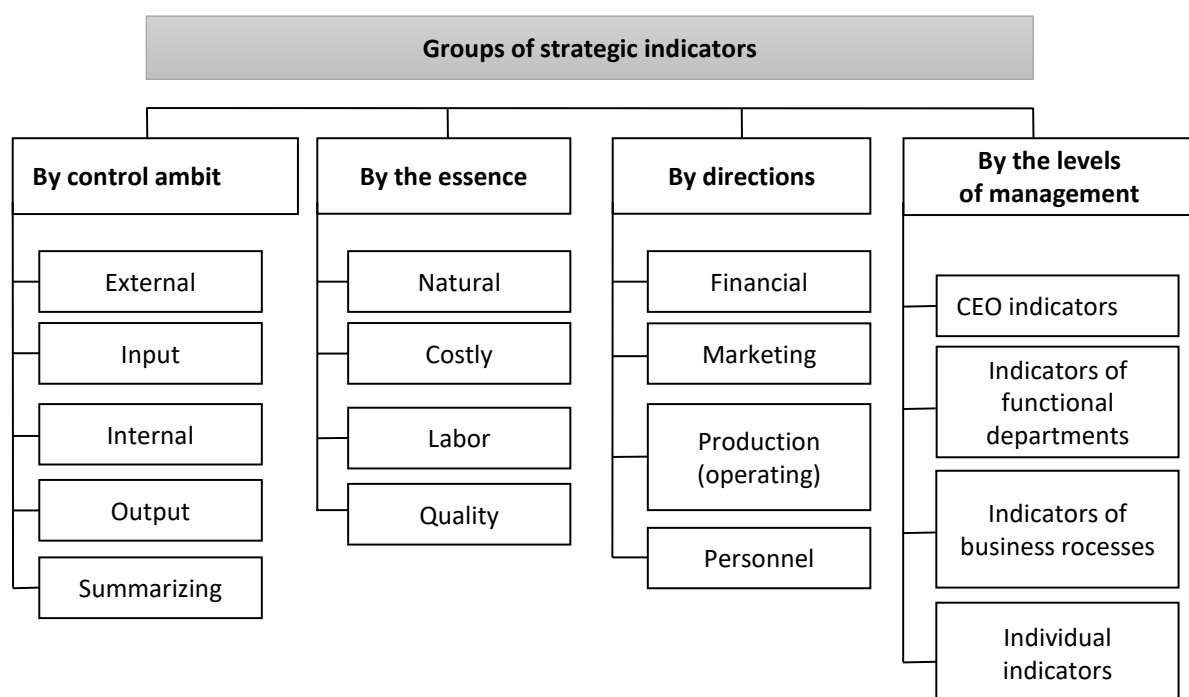 Groups of strategic indicators
By control ambit
External
Input
Internal
Output
Summarizing
By the essence
Natural
Costly
Labor
Quality
By directions
Financial
Marketing
Production
(operating)
Personnel
By the levels
of management
CEO indicators
Indicators of
functional
departments
Indicators of
business rocesses
Individual
indicators